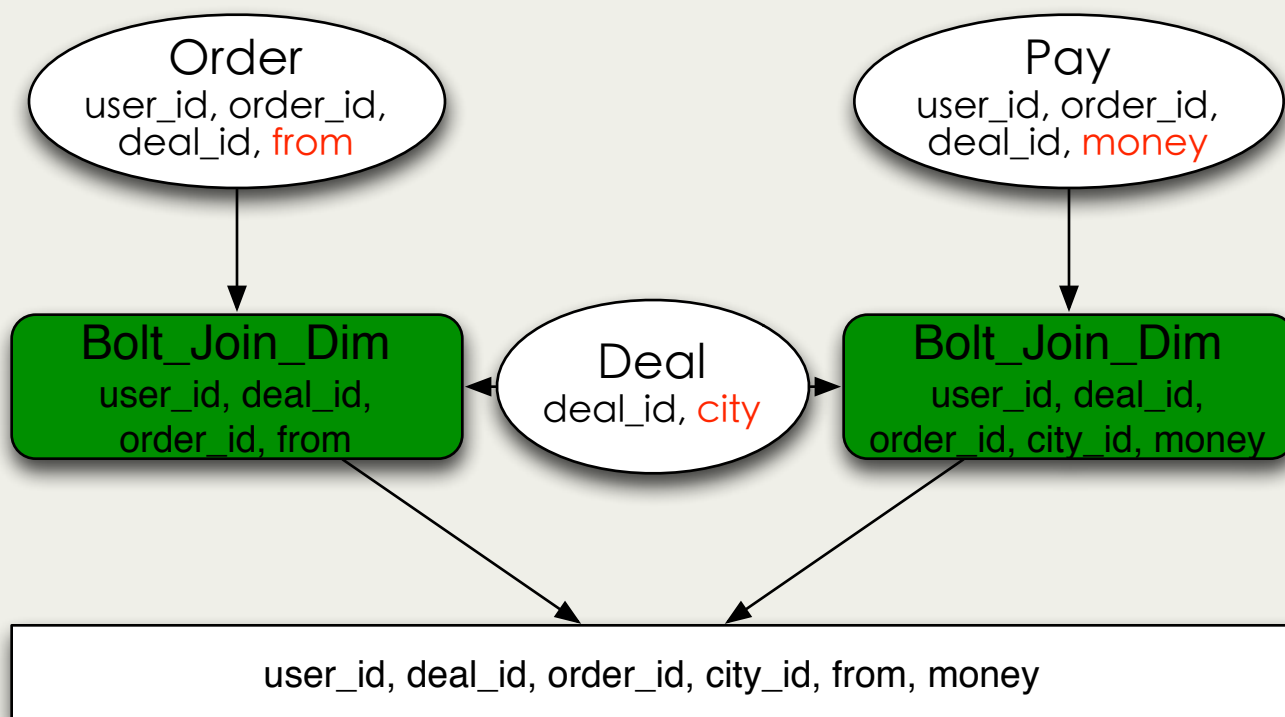 Order
user_id, order_id,
deal_id, from
Pay
user_id, order_id,
deal_id, money
Bolt_Join_Dim
user_id, deal_id,
order_id, from
Deal
deal_id, city
Bolt_Join_Dim
user_id, deal_id,
order_id, city_id, money
user_id, deal_id, order_id, city_id, from, money